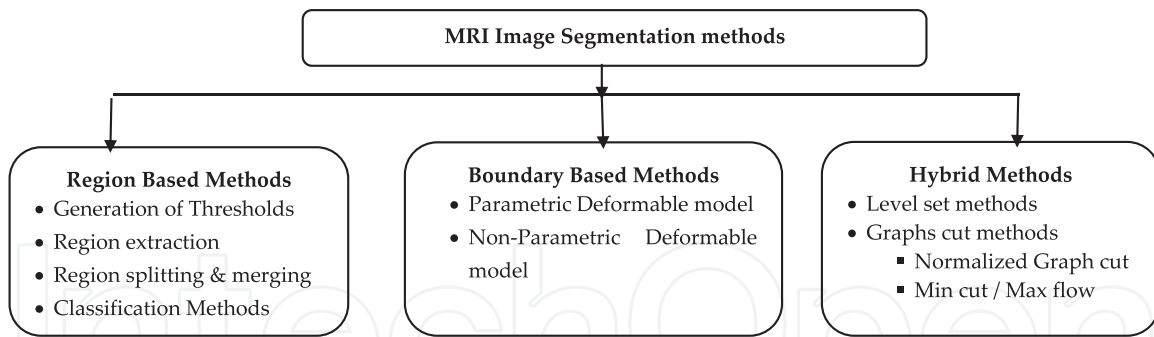 MRI Image Segmentation methods
Region Based Methods
• Generation of Thresholds
• Region extraction
• Region splitting & merging
• Classification Methods
Boundary Based Methods
• Parametric Deformable model
• Non-Parametric Deformable
model
Hybrid Methods
• Level set methods
• Graphs cut methods
▪ Normalized Graph cut
▪ Min cut / Max flow
IntechOpen